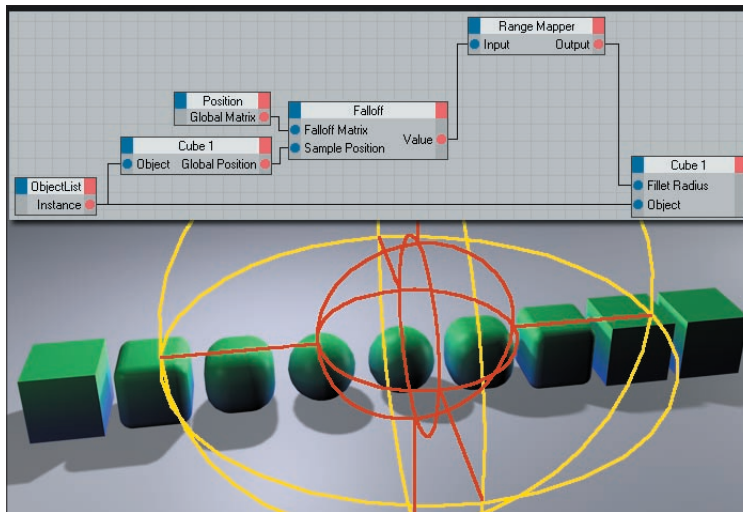 Range Mapper
Input Output
Position
Global Matrix
Falloff
Falloff Matrix
Value
Sample Position
Cube 1
Object Global Position
Cube 1
Fillet Radius
Object
ObjectList
Instance